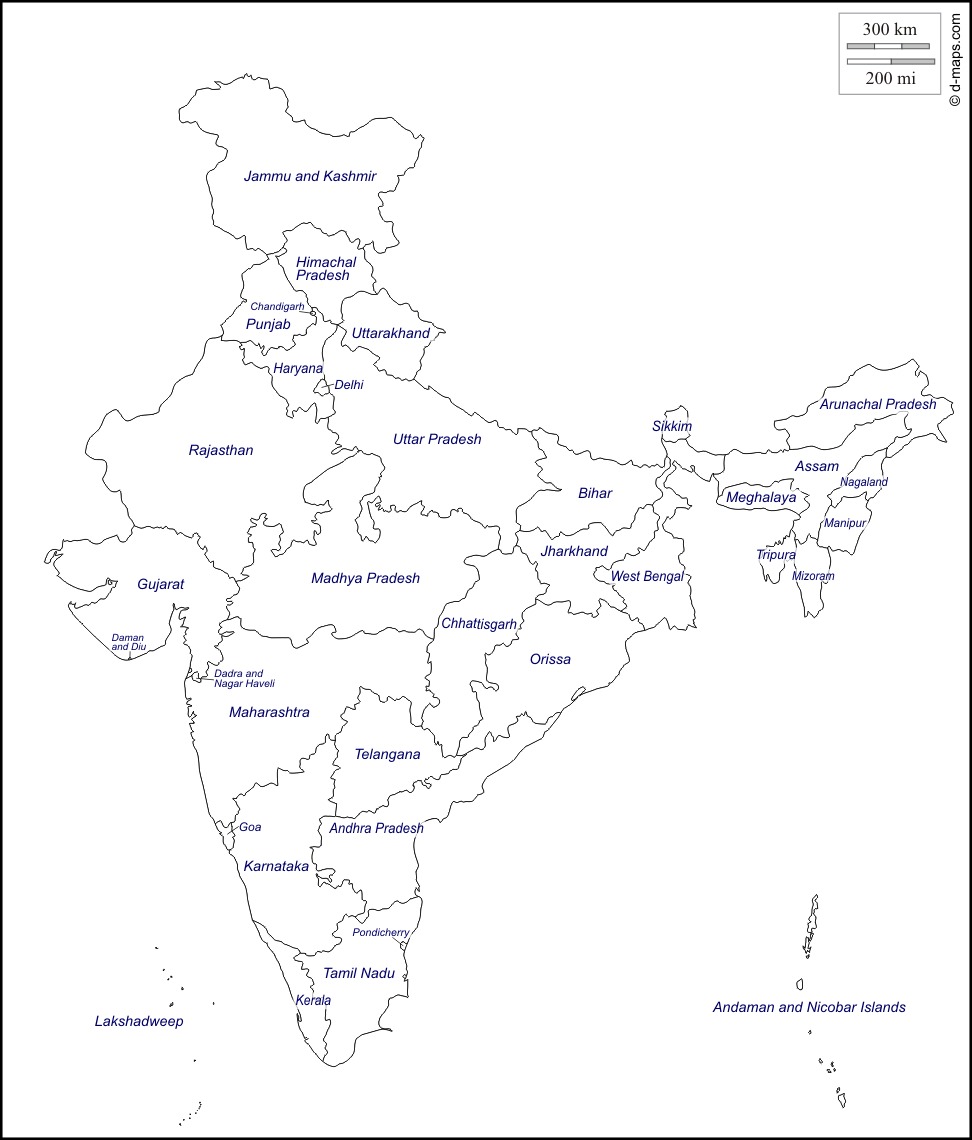 300 km
200 mi
© d-maps.com
Jammu and Kashmir
Himachal
Pradesh
Chandigarh
Punjab
Uttarakhand
Haryana
Delhi
Arunachal Pradesh
Sikkim
Uttar Pradesh
Rajasthan
Assam
Nagaland
Bihar
Meghalaya
Manipur
Jharkhand
Tripura
West Bengal
Mizoram
Madhya Pradesh
Gujarat
Chhattisgarh
Daman
and Diu
Orissa
Dadra and
Nagar Haveli
Maharashtra
Telangana
Goa
Andhra Pradesh
Karnataka
Pondicherry
Tamil Nadu
Kerala
Andaman and Nicobar Islands
Lakshadweep